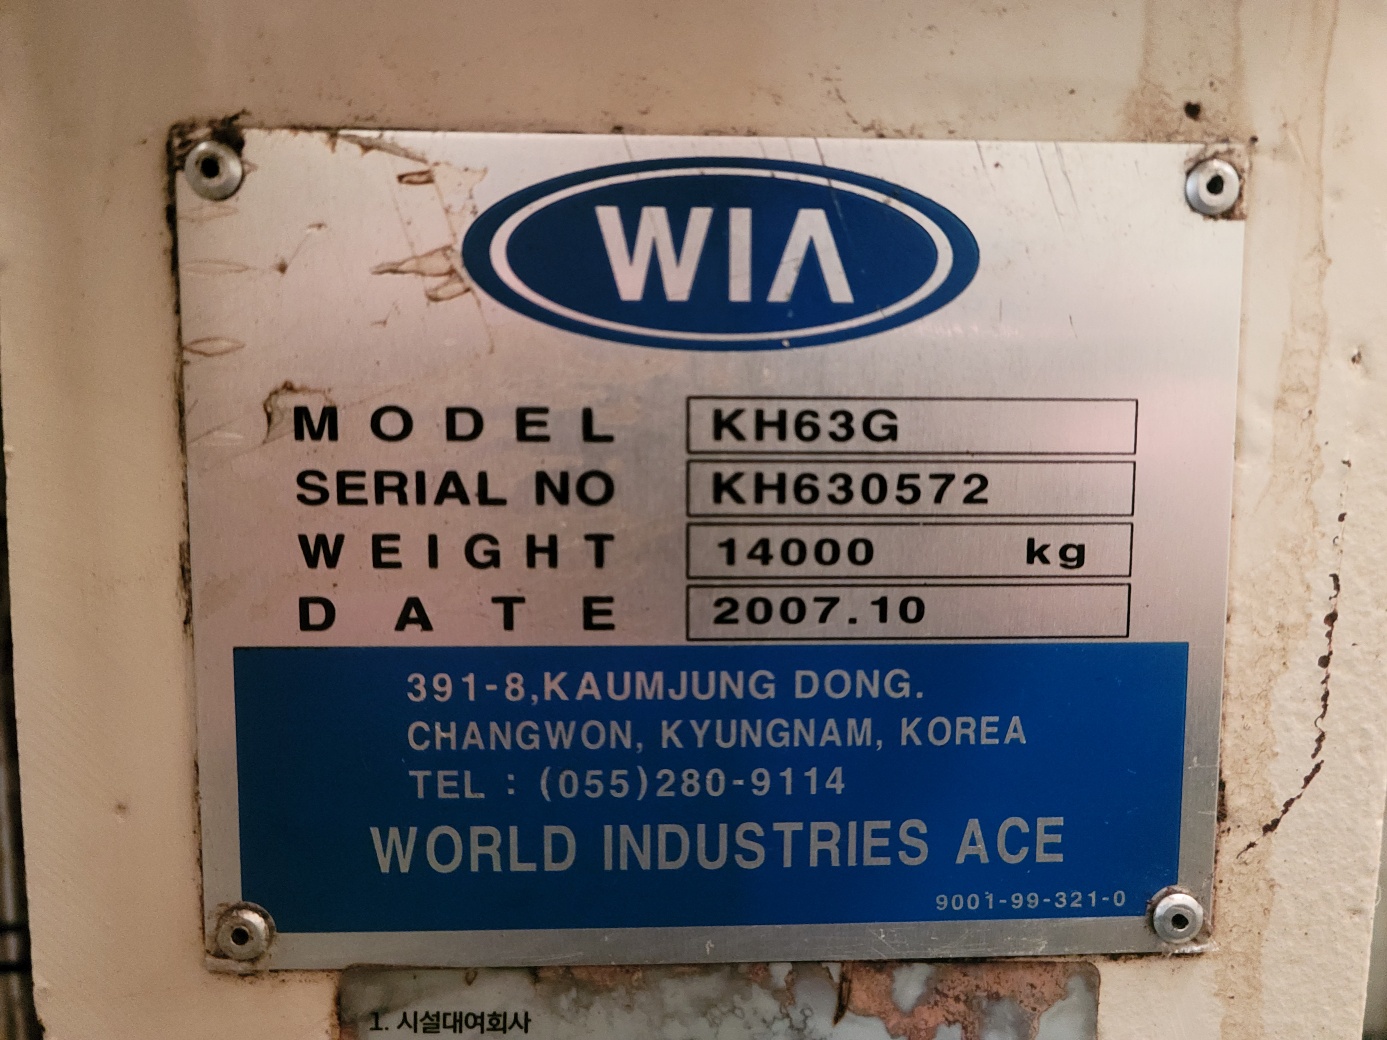 WIA
MODEL KH63G
SERIAL NO KH630572
WEIGHT 14000 kg
DATE 2007.10
391-8,KAUMJUNG DONG.
CHANGWON, KYUNGNAM, KOREA
TEL : (055)280-9114
WORLD INDUSTRIES ACE
9001-99-321-0
1. 시설대여회사